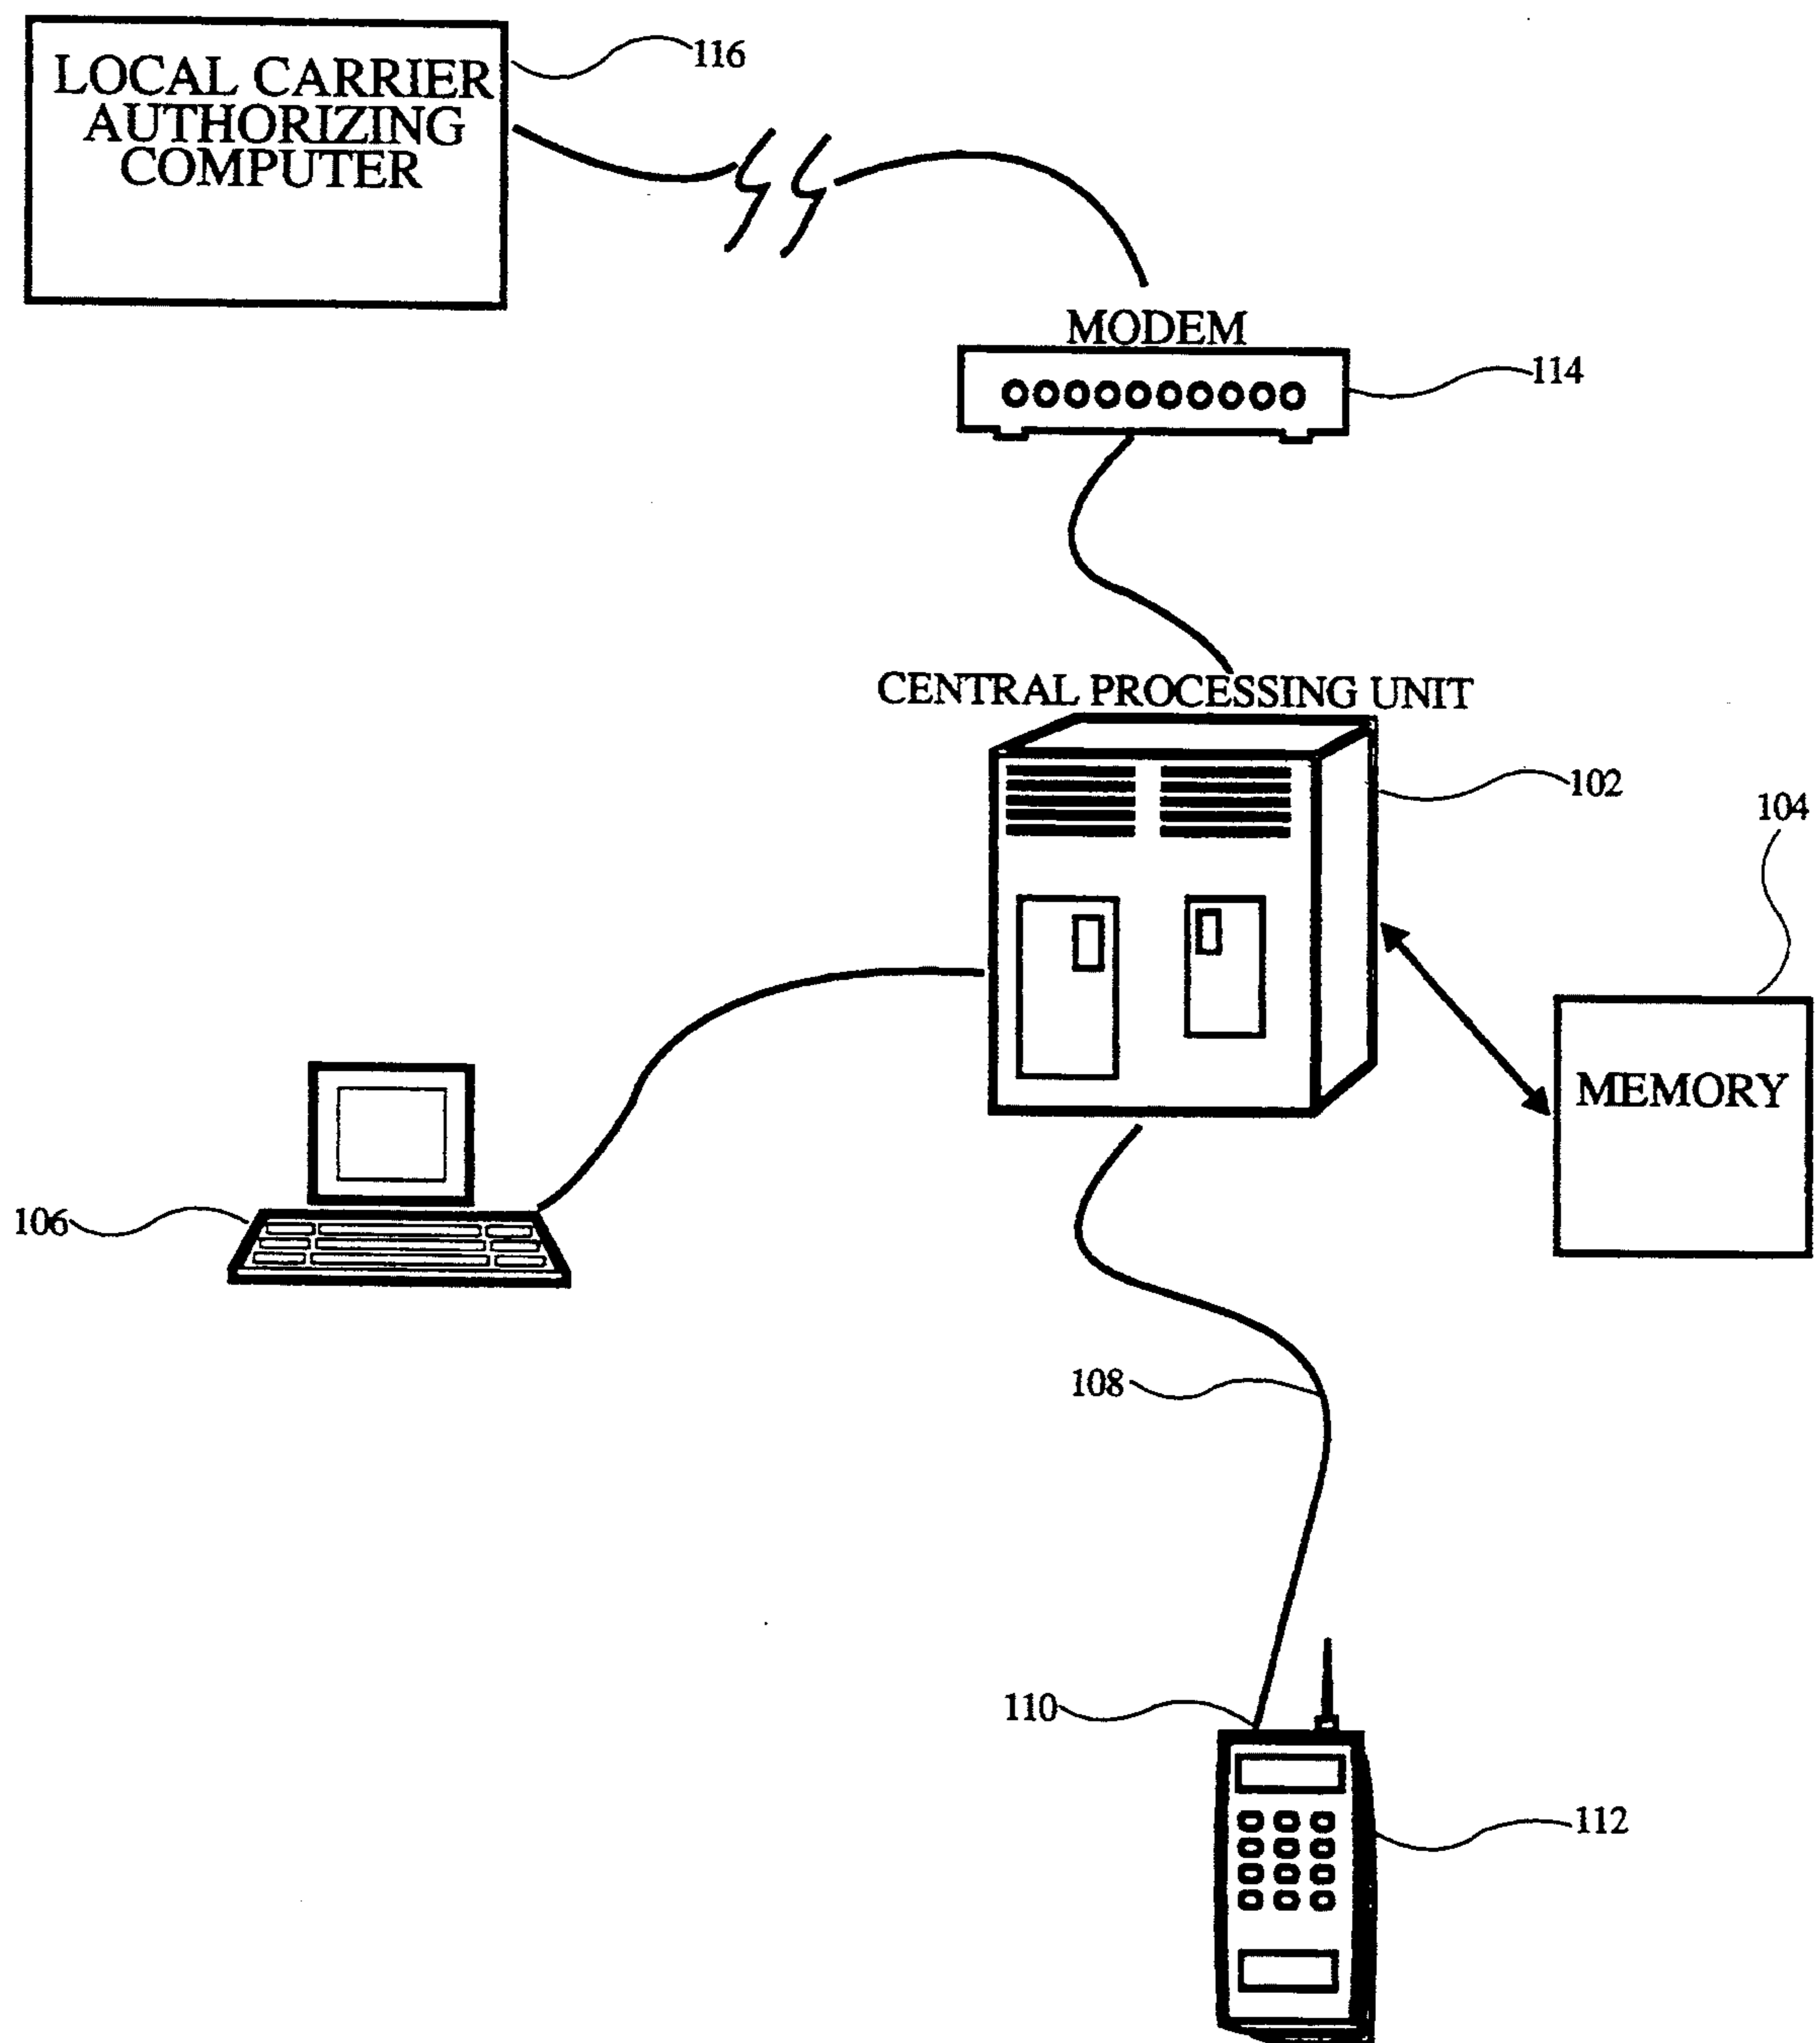 LOCAL CARRIER
AUTHORIZING
COMPUTER
116
MODEM
114
CENTRAL PROCESSING UNIT
102
104
MEMORY
106
108
110
112